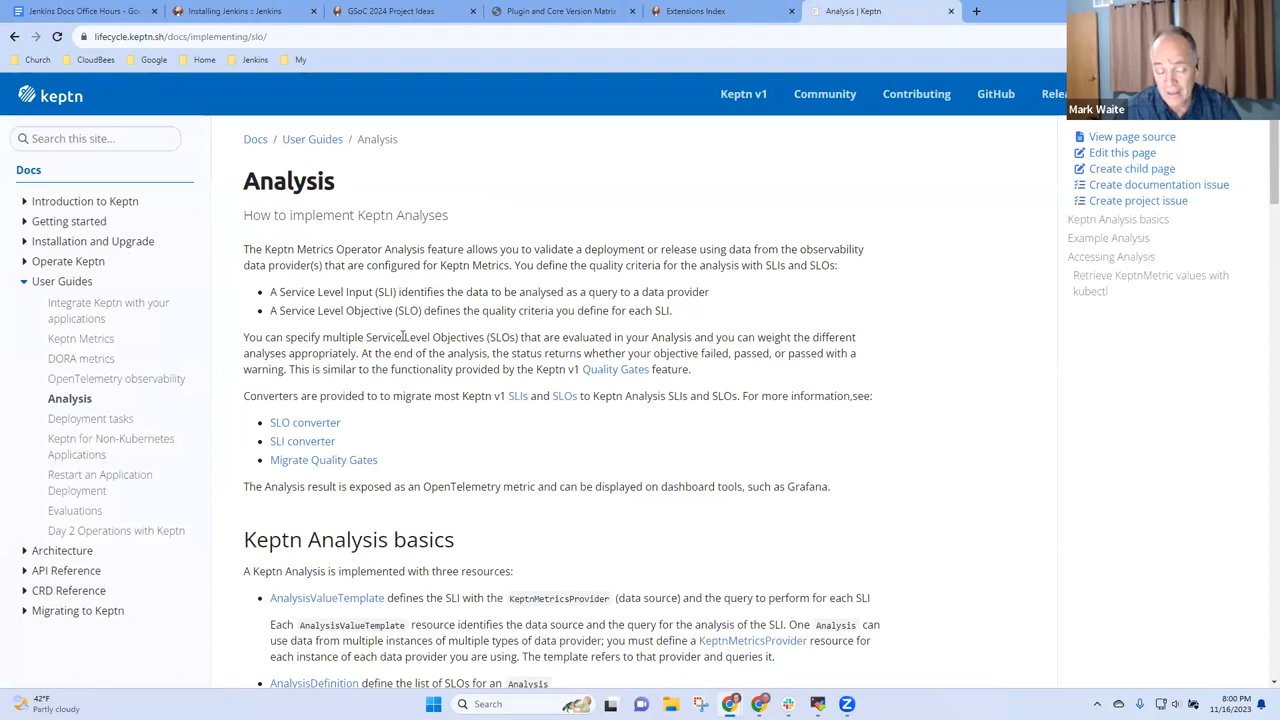 Jenkins Docs Office Hours - Go
Installing Jenkins - Jenkins
GSoC 2024 Project Ideas
Plugin and Core Version Matrix
Extensions Index
Analysis | Keptn
lifecycle.keptn.sh/docs/implementing/slo/
Church
CloudBees
Google
Home
Jenkins
My
Mark Waite
keptn
Keptn v1
Community
Contributing
GitHub
Relea
Search this site...
Docs
Introduction to Keptn
Getting started
Installation and Upgrade
Operate Keptn
User Guides
Integrate Keptn with your
applications
Keptn Metrics
DORA metrics
OpenTelemetry observability
Analysis
Deployment tasks
Keptn for Non-Kubernetes
Applications
Restart an Application
Deployment
Evaluations
Day 2 Operations with Keptn
Architecture
API Reference
CRD Reference
Migrating to Keptn
Docs / User Guides / Analysis
Analysis
How to implement Keptn Analyses
The Keptn Metrics Operator Analysis feature allows you to validate a deployment or release using data from the observability
data provider(s) that are configured for Keptn Metrics. You define the quality criteria for the analysis with SLIs and SLOs:
• A Service Level Input (SLI) identifies the data to be analysed as a query to a data provider
• A Service Level Objective (SLO) defines the quality criteria you define for each SLI.
You can specify multiple Service Level Objectives (SLOs) that are evaluated in your Analysis and you can weight the different
analyses appropriately. At the end of the analysis, the status returns whether your objective failed, passed, or passed with a
warning. This is similar to the functionality provided by the Keptn v1 Quality Gates feature.
Converters are provided to to migrate most Keptn v1 SLIs and SLOs to Keptn Analysis SLIs and SLOs. For more information,see:
• SLO converter
• SLI converter
• Migrate Quality Gates
The Analysis result is exposed as an OpenTelemetry metric and can be displayed on dashboard tools, such as Grafana.
Keptn Analysis basics
A Keptn Analysis is implemented with three resources:
• AnalysisValueTemplate defines the SLI with the KeptnMetricsProvider (data source) and the query to perform for each SLI
Each AnalysisValueTemplate resource identifies the data source and the query for the analysis of the SLI. One Analysis can
use data from multiple instances of multiple types of data provider; you must define a KeptnMetricsProvider resource for
each instance of each data provider you are using. The template refers to that provider and queries it.
• AnalysisDefinition define the list of SLOs for an Analysis
View page source
Edit this page
Create child page
Create documentation issue
Create project issue
Keptn Analysis basics
Example Analysis
Accessing Analysis
Retrieve KeptnMetric values with
kubectl
42°F
Partly cloudy
Search
8:00 PM
11/16/2023